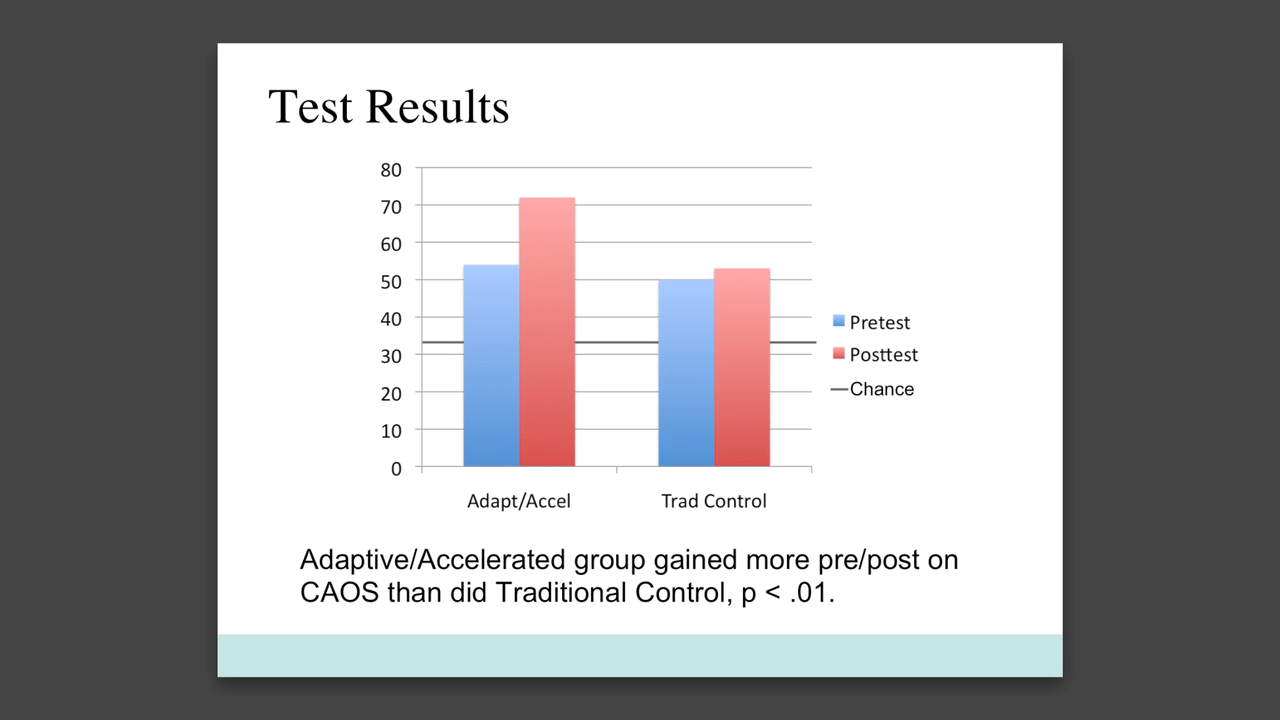 Test Results
80
70
60
50
40
30
20
10
0
Adapt/Accel
Trad Control
Pretest
Posttest
Chance
Adaptive/Accelerated group gained more pre/post on
CAOS than did Traditional Control, p < .01.